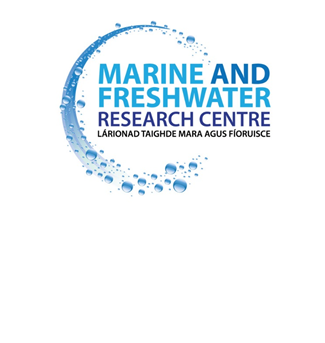 MARINE AND
FRESHWATER
RESEARCH CENTRE
LÁRIONAD TAIGHDE MARA AGUS FÍORUISCE